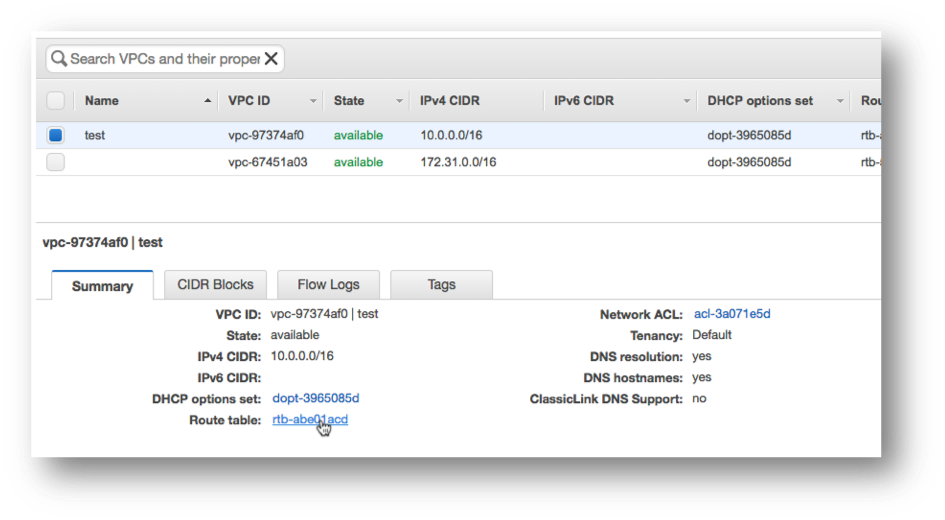 Search VPCs and their proper
Name VPC ID State IPv4 CIDR IPv6 CIDR DHCP options set Rou
test vpc-97374af0 available 10.0.0.0/16 dopt-3965085d rtb-
vpc-67451a03 available 172.31.0.0/16 dopt-3965085d rtb-
vpc-97374af0 | test
Summary CIDR Blocks Flow Logs Tags
VPC ID: vpc-97374af0 | test Network ACL: acl-3a071e5d
State: available Tenancy: Default
IPv4 CIDR: 10.0.0.0/16 DNS resolution: yes
IPv6 CIDR: DNS hostnames: yes
DHCP options set: dopt-3965085d ClassicLink DNS Support: no
Route table: rtb-abe01acd